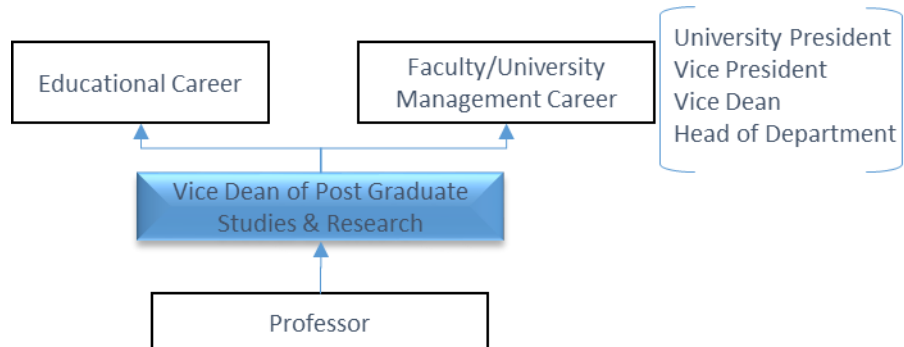 Educational Career
Faculty/University
Management Career
University President
Vice President
Vice Dean
Head of Department
Vice Dean of Post Graduate
Studies & Research
Professor